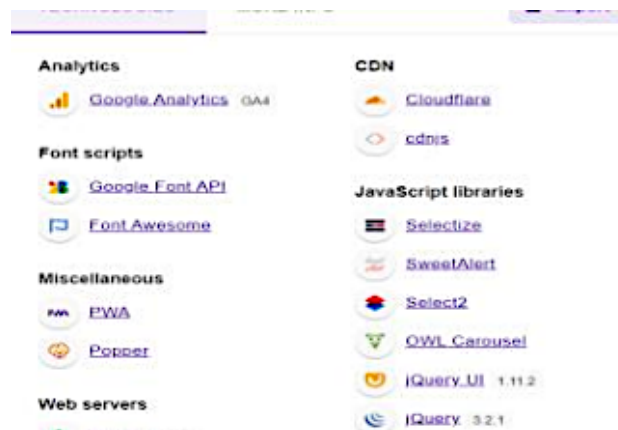 Analytics
Google Analytics GA4
Font scripts
Google Font API
Font Awesome
Miscellaneous
PWA
Popper
Web servers
CDN
Cloudflare
cdnjs
JavaScript libraries
Selectize
SweetAlert
Select2
OWL Carousel
jQuery UI 1.11.2
jQuery 3.2.1